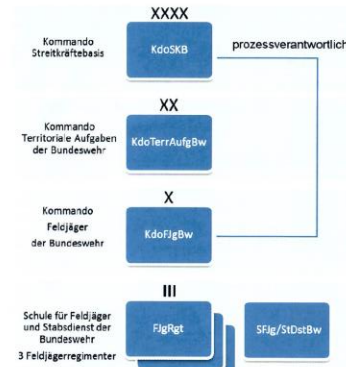 XXXX
Kommando
Streitkräftebasis
KdoSKB
prozessverantwortlich
XX
Kommando
Territoriale Aufgaben
der Bundeswehr
KdoTerrAufgBw
X
Kommando
Feldjäger
der Bundeswehr
KdoFJgBw
III
Schule für Feldjäger
und Stabsdienst der
Bundeswehr
3 Feldjägerregimenter
FJgRgt
SFJg/StDstBw